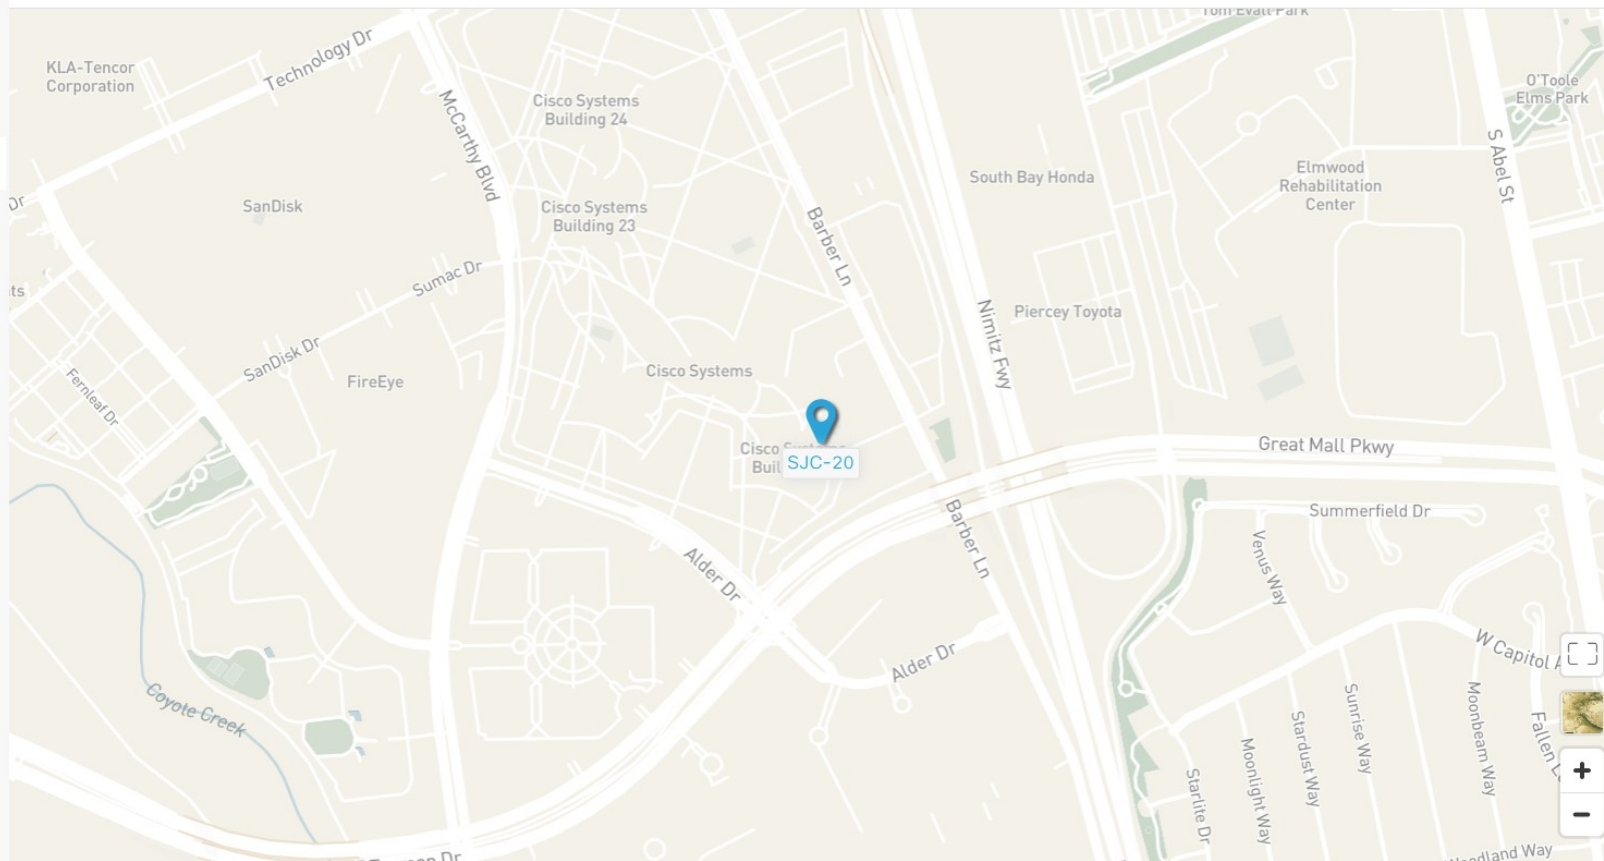 Tom Evatt Park
KLA-Tencor
Corporation
Technology Dr
McCarthy Blvd
Cisco Systems
Building 24
O'Toole
Elms Park
South Bay Honda
Elmwood
Rehabilitation
Center
S Abel St
Dr
SanDisk
Cisco Systems
Building 23
Barber Ln
Sumac Dr
Nimitz Fwy
Piercey Toyota
SanDisk Dr
FireEye
Fernleaf Dr
Cisco Systems
Cisco Systems
SJC-20
Great Mall Pkwy
Summerfield Dr
Barber Ln
Venus Way
Alder Dr
Alder Dr
W Capitol A
Coyote Creek
Sunrise Way
Moonbeam Way
Stardust Way
Moonlight Way
Starlite Dr
Fallen L
+
−